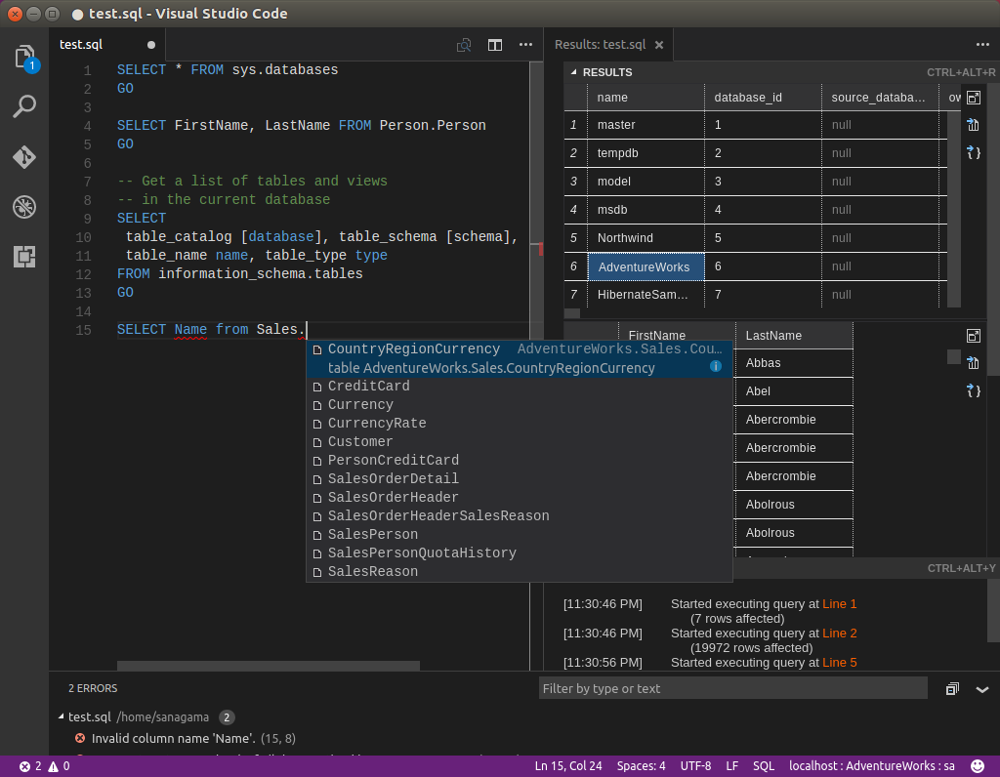 test.sql - Visual Studio Code
1
test.sql
Results: test.sql
1 SELECT * FROM sys.databases
2 GO
3
4 SELECT FirstName, LastName FROM Person.Person
5 GO
6
7 -- Get a list of tables and views
8 -- in the current database
9 SELECT
10 table_catalog [database], table_schema [schema],
11 table_name name, table_type type
12 FROM information_schema.tables
13 GO
14
15 SELECT Name from Sales.
CountryRegionCurrency AdventureWorks.Sales.Cou…
table AdventureWorks.Sales.CountryRegionCurrency
CreditCard
Currency
CurrencyRate
Customer
PersonCreditCard
SalesOrderDetail
SalesOrderHeader
SalesOrderHeaderSalesReason
SalesPerson
SalesPersonQuotaHistory
SalesReason
RESULTS CTRL+ALT+R
name database_id source_databa... ow
1 master 1 null
2 tempdb 2 null
3 model 3 null
4 msdb 4 null
5 Northwind 5 null
6 AdventureWorks 6 null
7 HibernateSam... 7 null
FirstName LastName
Abbas
Abel
Abercrombie
Abercrombie
Abercrombie
Abolrous
Abolrous
CTRL+ALT+Y
[11:30:46 PM] Started executing query at Line 1
(7 rows affected)
[11:30:46 PM] Started executing query at Line 2
(19972 rows affected)
[11:30:56 PM] Started executing query at Line 5
2 ERRORS
Filter by type or text
test.sql /home/sanagama 2
Invalid column name 'Name'. (15, 8)
2 0 Ln 15, Col 24 Spaces: 4 UTF-8 LF SQL localhost : AdventureWorks : sa